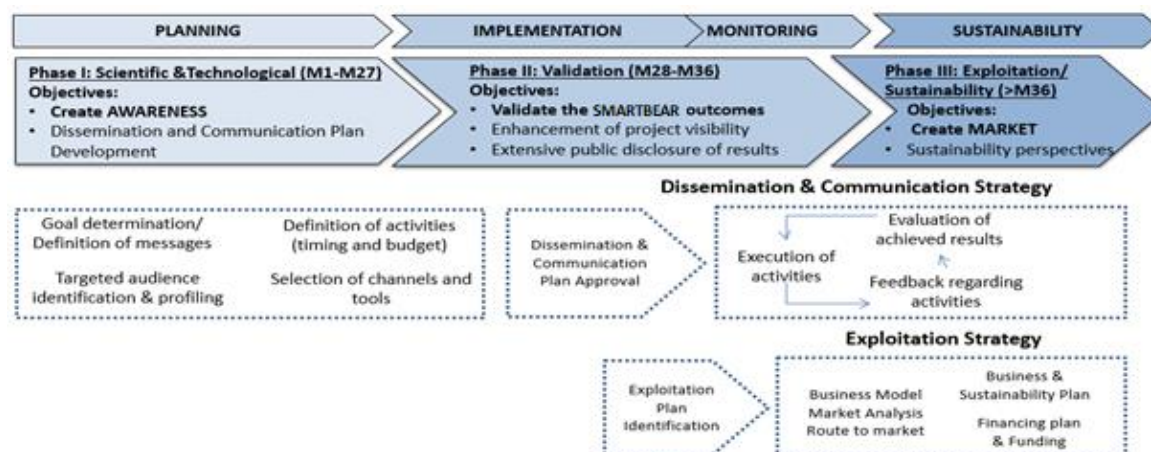 PLANNING
IMPLEMENTATION
MONITORING
SUSTAINABILITY
Phase I: Scientific &Technological (M1-M27)
Objectives:
• Create AWARENESS
• Dissemination and Communication Plan
Development
Phase II: Validation (M28-M36)
Objectives:
• Validate the SMARTBEAR outcomes
• Enhancement of project visibility
• Extensive public disclosure of results
Phase III: Exploitation/
Sustainability (>M36)
Objectives:
• Create MARKET
• Sustainability perspectives
Dissemination & Communication Strategy
Goal determination/
Definition of messages
Targeted audience
identification & profiling
Definition of activities
(timing and budget)
Selection of channels and
tools
Dissemination &
Communication
Plan Approval
Execution of
activities
Evaluation of
achieved results
Feedback regarding
activities
Exploitation Strategy
Exploitation
Plan
Identification
Business Model
Market Analysis
Route to market
Business &
Sustainability Plan
Financing plan
& Funding